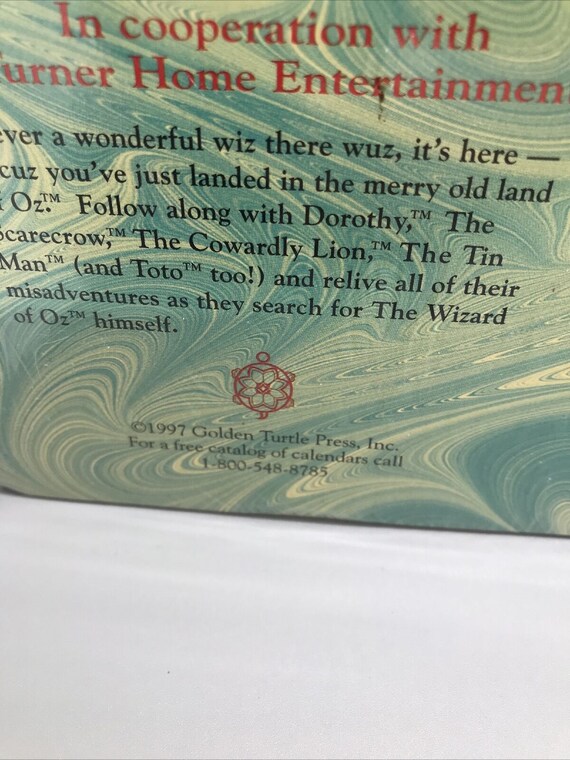 In cooperation with
urner Home Entertainmen
ver a wonderful wiz there wuz, it's here —
cuz you've just landed in the merry old land
Oz.™ Follow along with Dorothy,™ The
carecrow,™ The Cowardly Lion,™ The Tin
Man™ (and Toto™ too!) and relive all of their
misadventures as they search for The Wizard
of Oz™ himself.
©1997 Golden Turtle Press, Inc.
For a free catalog of calendars call
1-800-548-8785